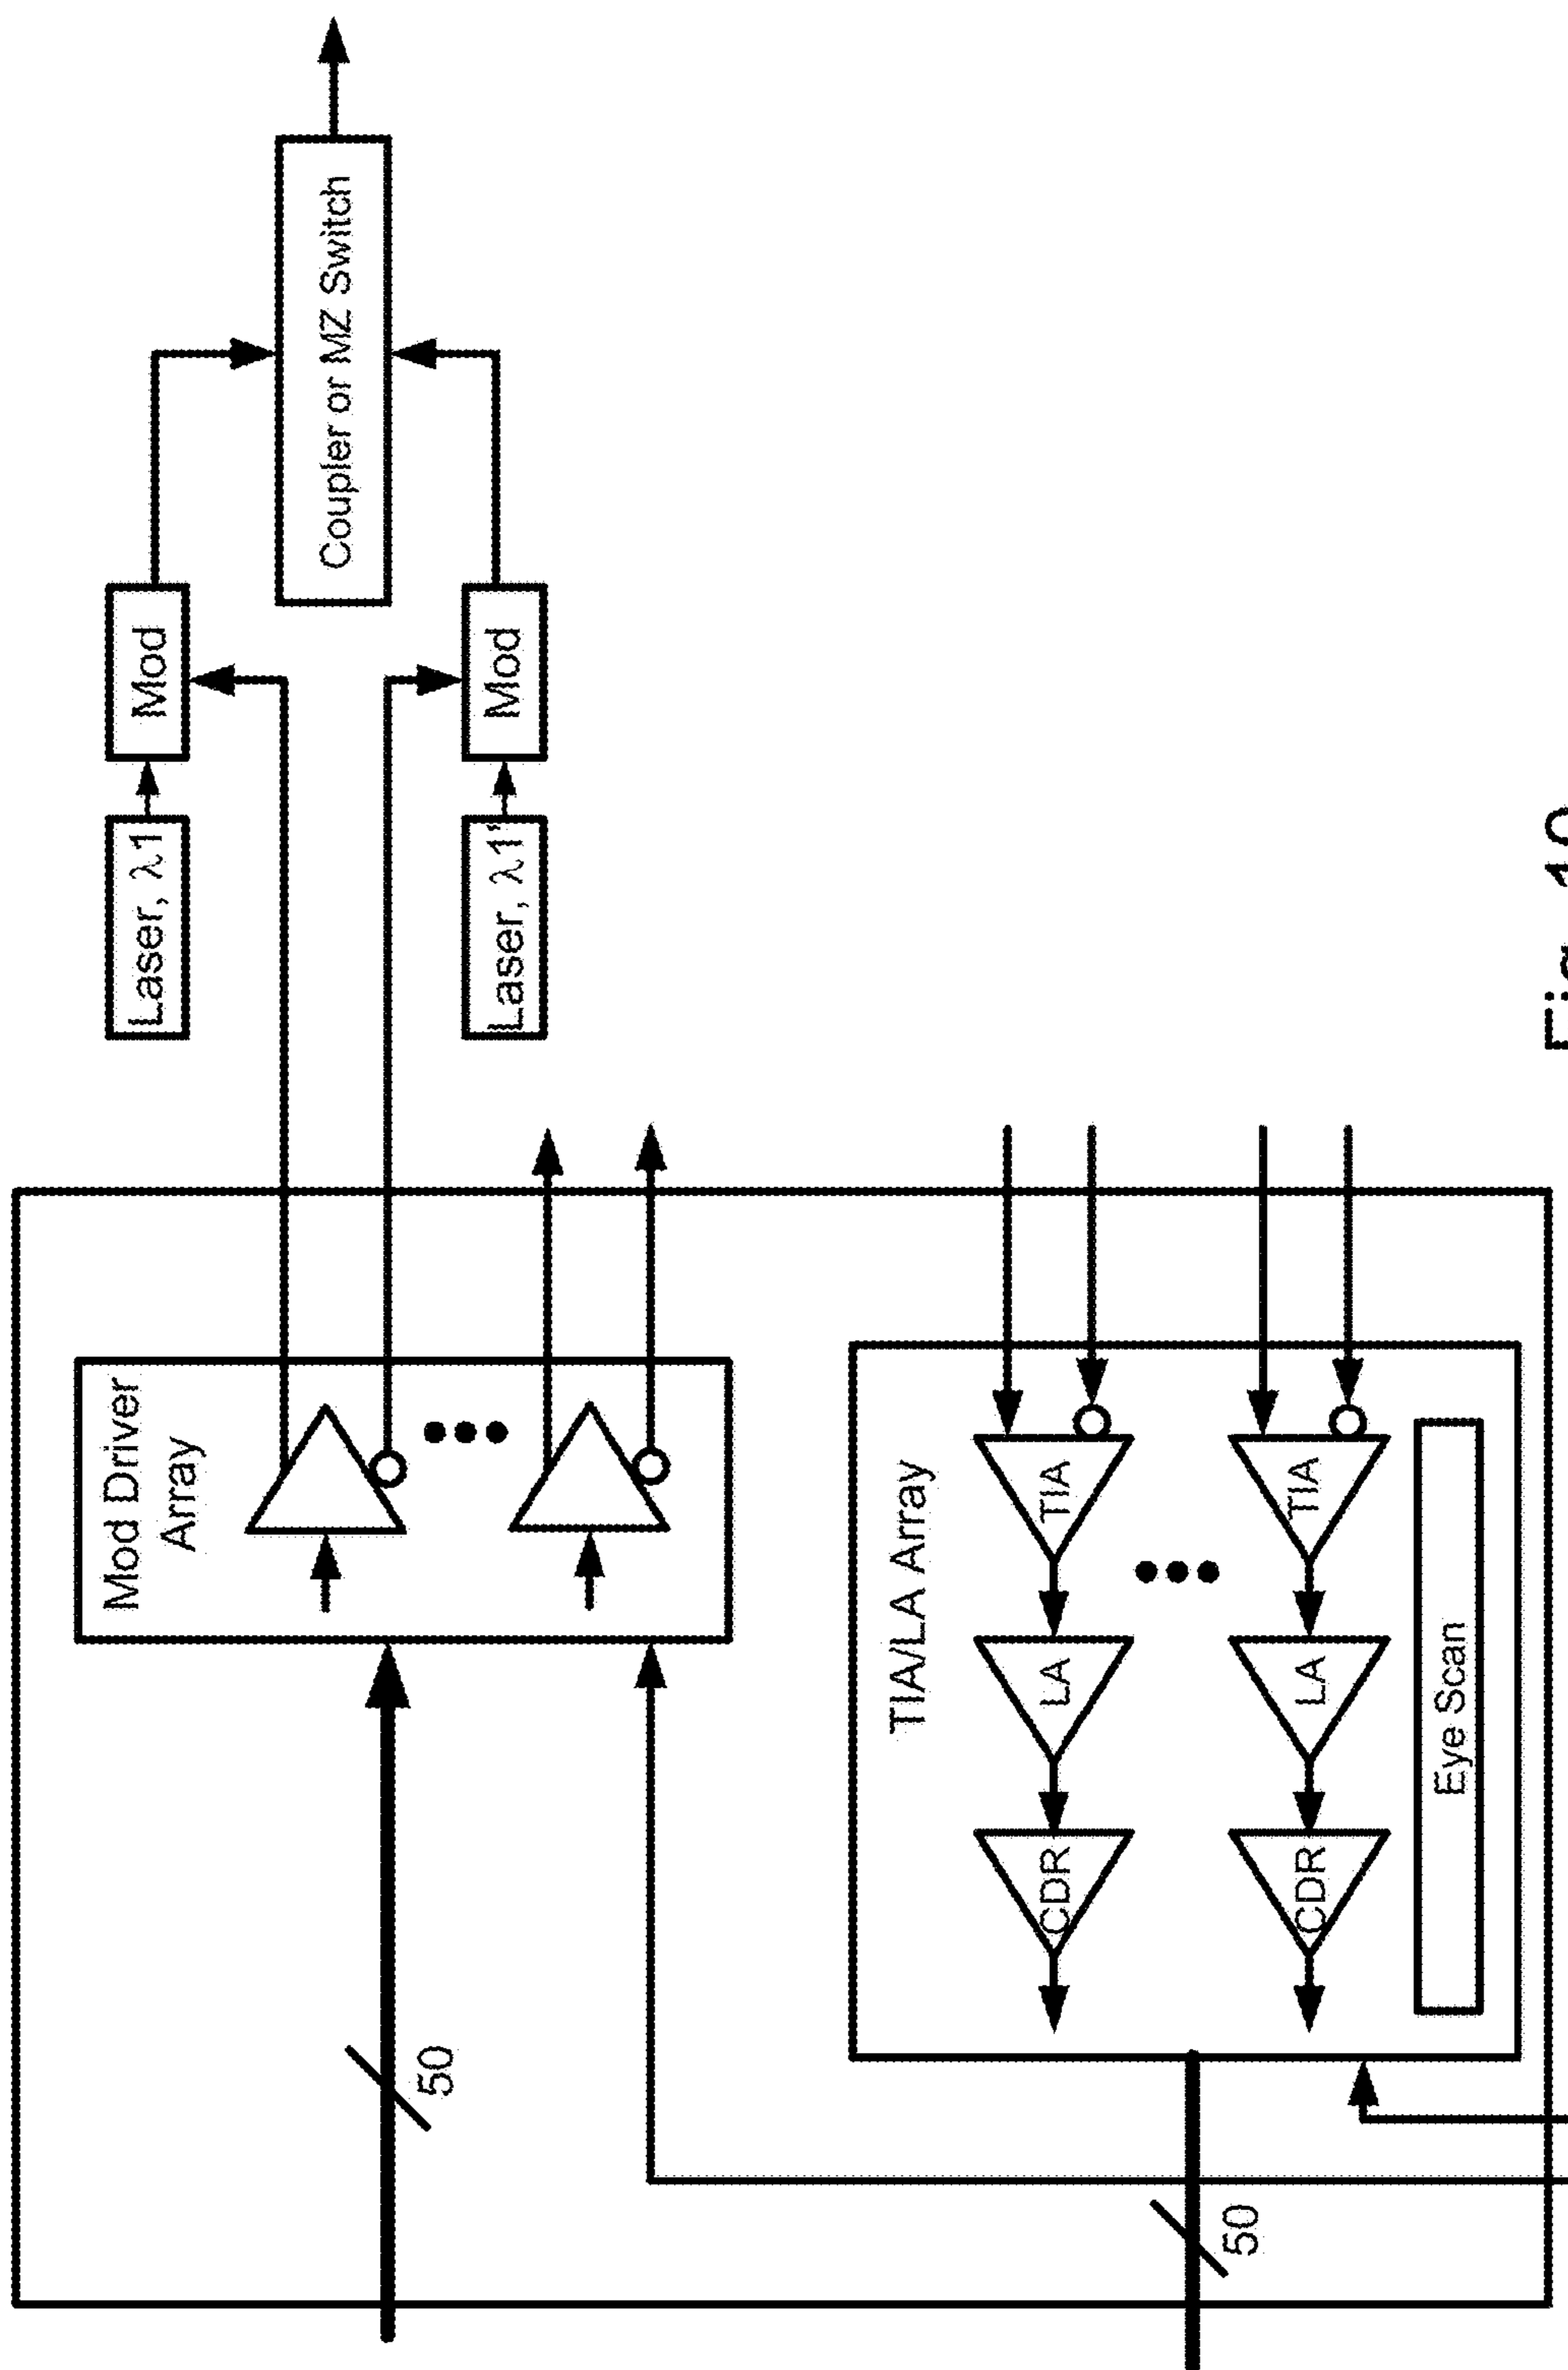 Laser, λ1
Mod
Coupler or MZ Switch
Laser, λ1'
Mod
Mod Driver
Array
50
TIA/LA Array
CDR
LA
TIA
CDR
LA
TIA
Eye Scan
50